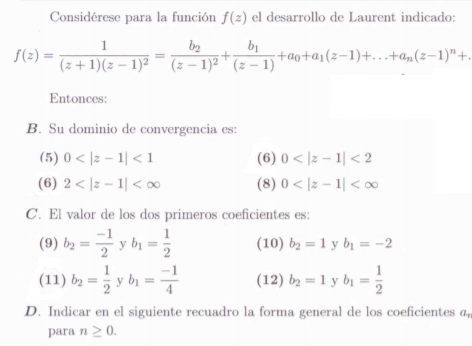 Considérese para la función f(z) el desarrollo de Laurent indicado:
f(z) = \frac{1}{(z+1)(z-1)^2} = \frac{b_2}{(z-1)^2} + \frac{b_1}{(z-1)} + a_0 + a_1(z-1) + \ldots + a_n(z-1)^n + .
Entonces:
B. Su dominio de convergencia es:
(5) 0 < |z − 1| < 1 (6) 0 < |z − 1| < 2
(6) 2 < |z − 1| < ∞ (8) 0 < |z − 1| < ∞
C. El valor de los dos primeros coeficientes es:
(9) b_2 = \frac{-1}{2} y b_1 = \frac{1}{2} (10) b_2 = 1 y b_1 = −2
(11) b_2 = \frac{1}{2} y b_1 = \frac{-1}{4} (12) b_2 = 1 y b_1 = \frac{1}{2}
D. Indicar en el siguiente recuadro la forma general de los coeficientes a_n
para n ≥ 0.